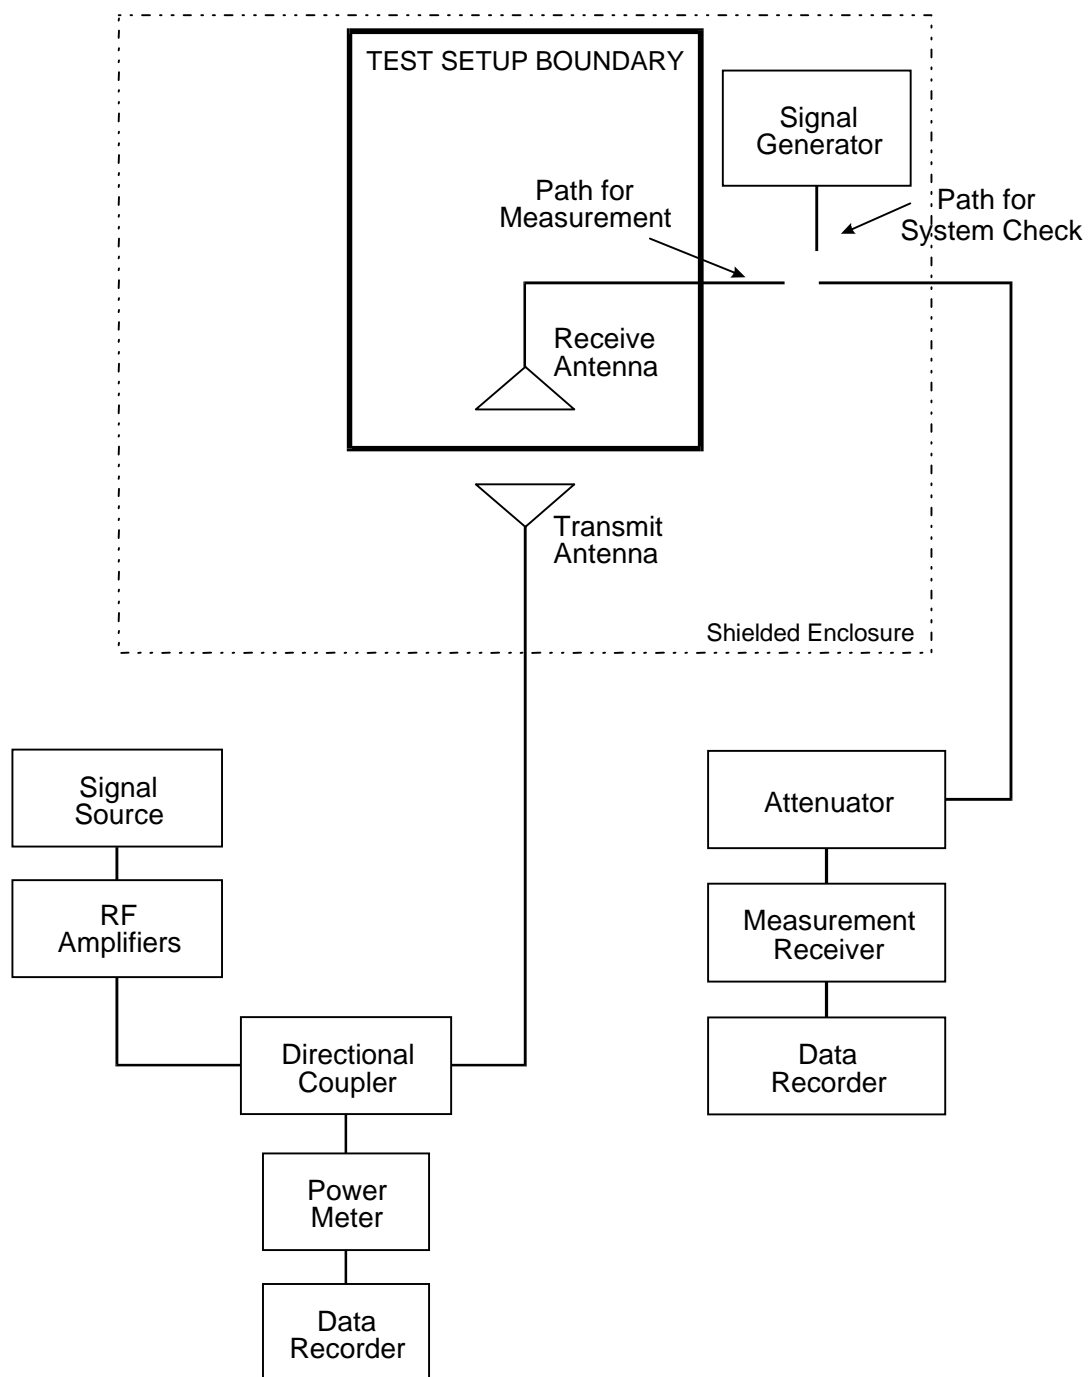 TEST SETUP BOUNDARY
Signal
Generator
Path for
Measurement
Path for
System Check
Receive
Antenna
Transmit
Antenna
Shielded Enclosure
Signal
Source
RF
Amplifiers
Directional
Coupler
Power
Meter
Data
Recorder
Attenuator
Measurement
Receiver
Data
Recorder